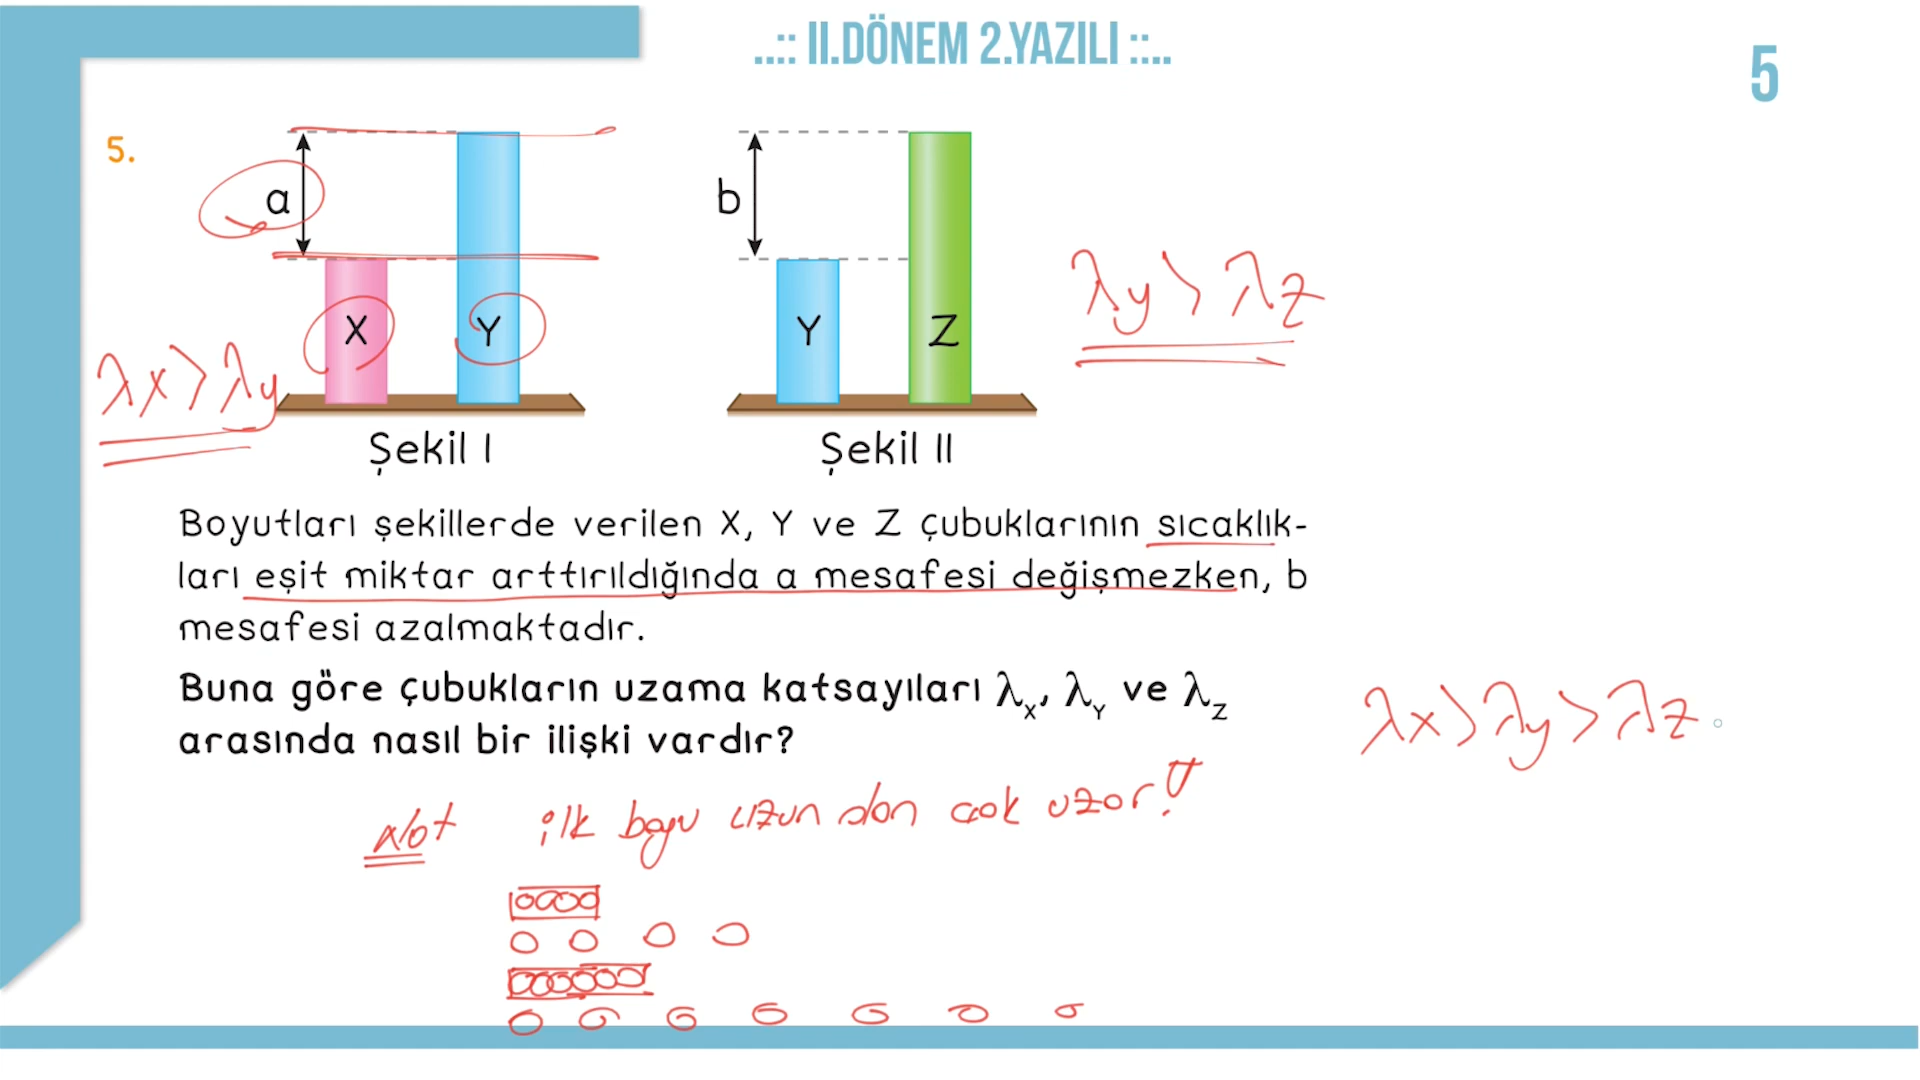 ..:: II.DÖNEM 2.YAZILI ::..
5
5.
a
X
Y
λx > λy
Şekil I
b
Y
Z
λy > λz
Şekil II
Boyutları şekillerde verilen X, Y ve Z çubuklarının sıcaklık-
ları eşit miktar arttırıldığında a mesafesi değişmezken, b
mesafesi azalmaktadır.
Buna göre çubukların uzama katsayıları λX, λY ve λZ
arasında nasıl bir ilişki vardır?
λx > λy > λz
Not ilk boyu uzun olan çok uzar!